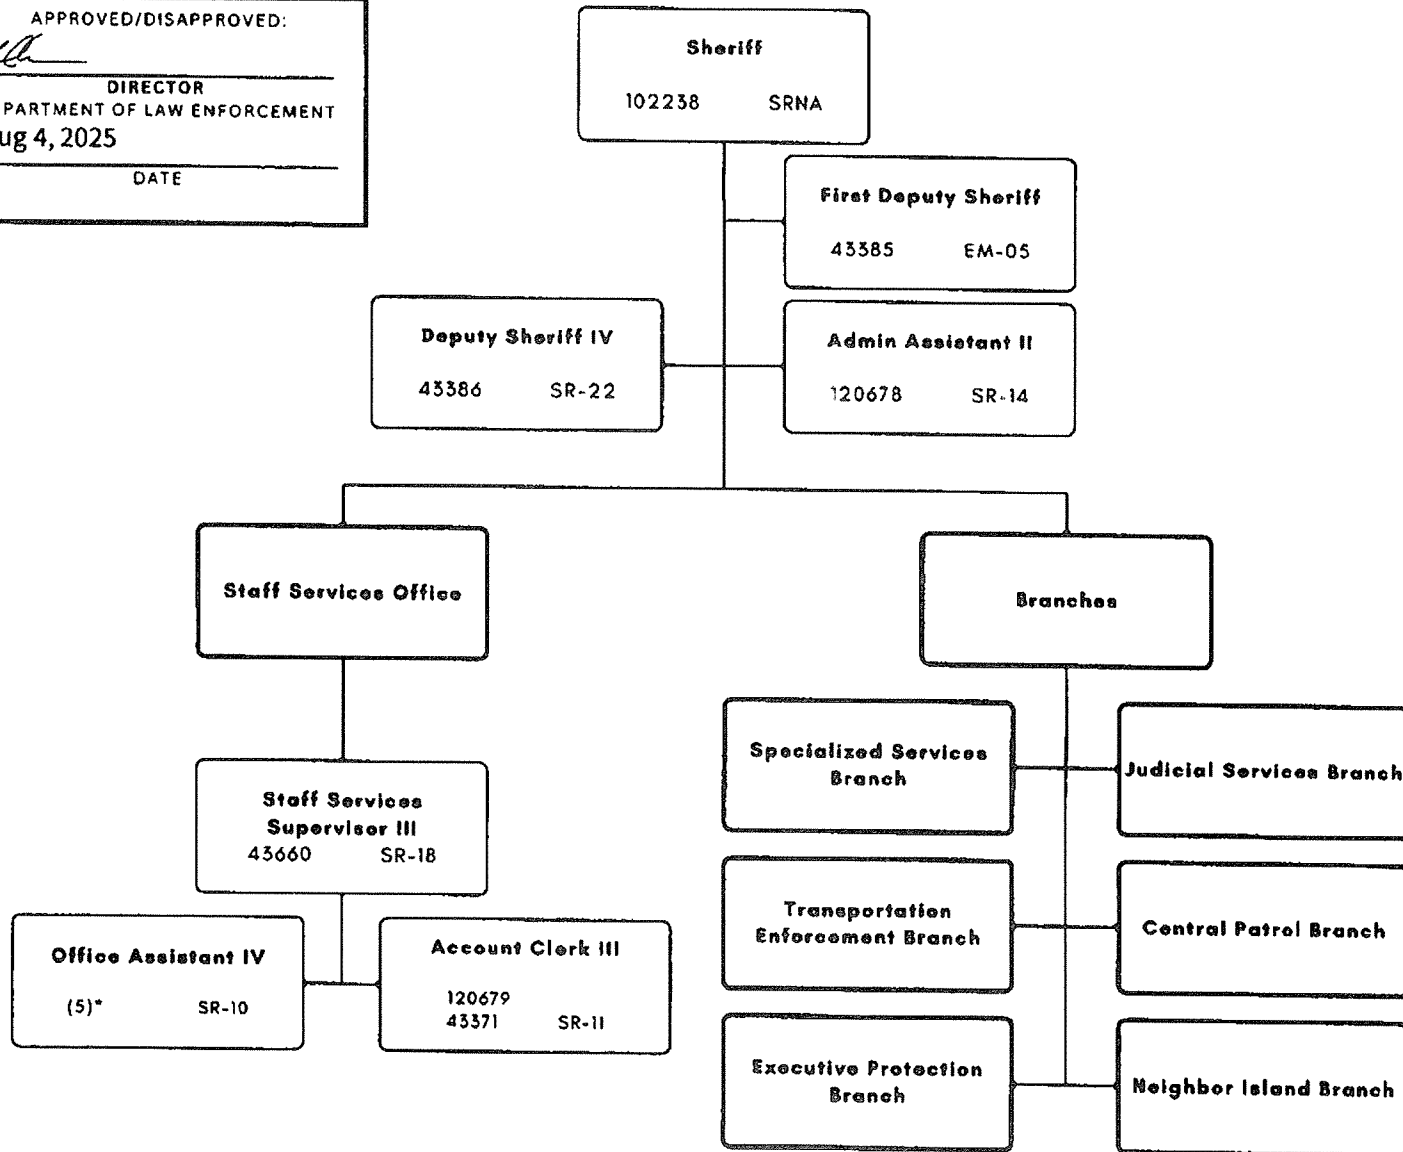 APPROVED/DISAPPROVED:
DIRECTOR
PARTMENT OF LAW ENFORCEMENT
ug 4, 2025
DATE
Sheriff
102238 SRNA
First Deputy Sheriff
43385 EM-05
Deputy Sheriff IV
43386 SR-22
Admin Assistant II
120678 SR-14
Staff Services Office
Branches
Staff Services
Supervisor III
43660 SR-18
Office Assistant IV
(5)* SR-10
Account Clerk III
120679
43371 SR-11
Specialized Services
Branch
Judicial Services Branch
Transportation
Enforcement Branch
Central Patrol Branch
Executive Protection
Branch
Neighbor Island Branch